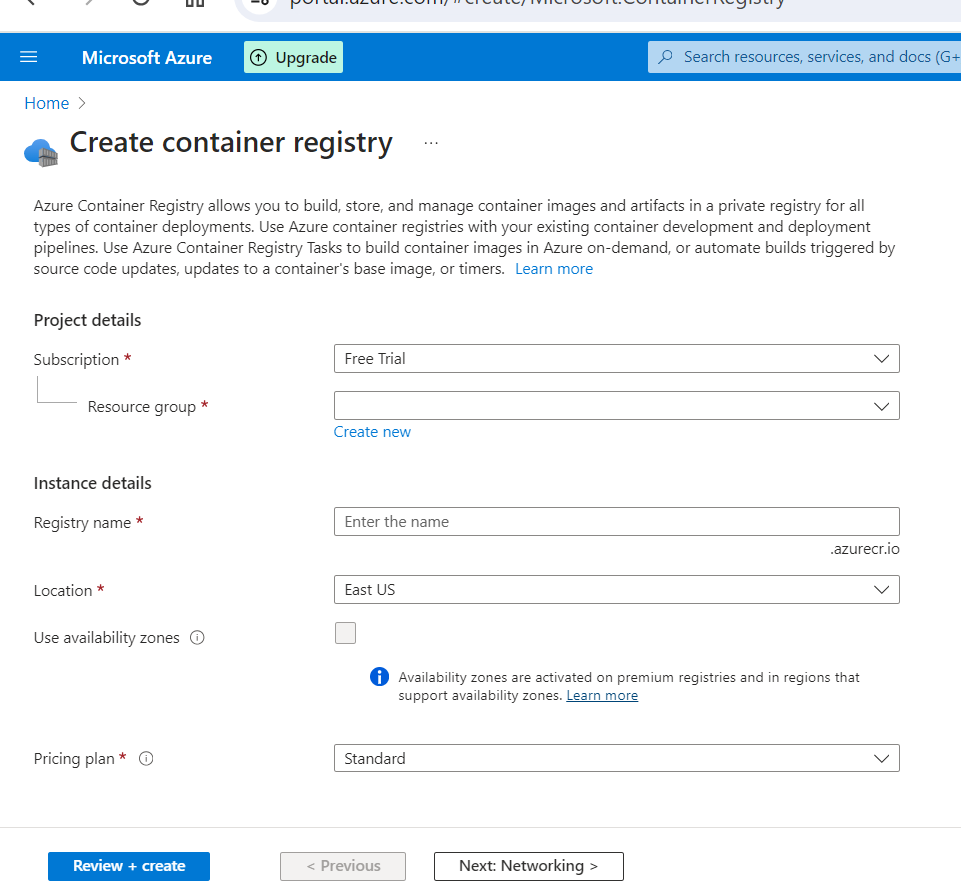 portal.azure.com/#create/Microsoft.ContainerRegistry
Microsoft Azure
Upgrade
Search resources, services, and docs (G+
Home >
Create container registry ...
Azure Container Registry allows you to build, store, and manage container images and artifacts in a private registry for all
types of container deployments. Use Azure container registries with your existing container development and deployment
pipelines. Use Azure Container Registry Tasks to build container images in Azure on-demand, or automate builds triggered by
source code updates, updates to a container's base image, or timers. Learn more
Project details
Subscription *
Free Trial
Resource group *
Create new
Instance details
Registry name *
Enter the name
.azurecr.io
Location *
East US
Use availability zones
Availability zones are activated on premium registries and in regions that
support availability zones. Learn more
Pricing plan *
Standard
Review + create
< Previous
Next: Networking >